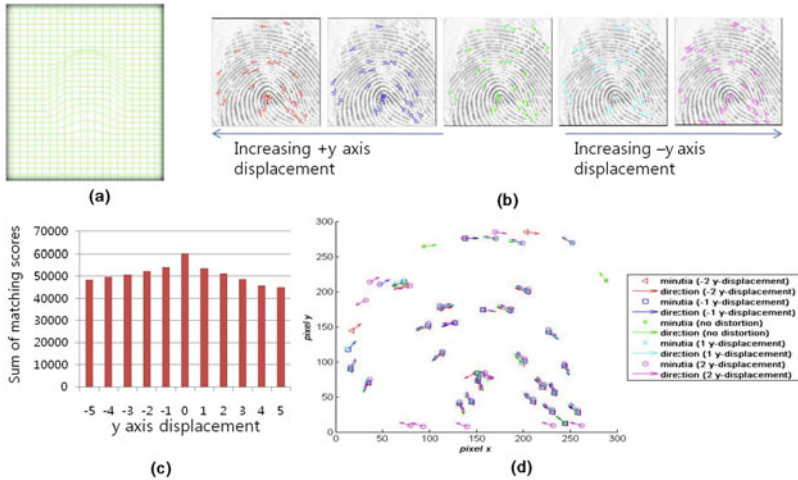 (a)
Increasing +y axis
displacement
Increasing –y axis
displacement
(b)
70000
60000
50000
40000
30000
20000
10000
0
Sum of matching scores
-5 -4 -3 -2 -1 0 1 2 3 4 5
y axis displacement
(c)
300
250
200
150
100
50
0
pixel y
0 50 100 150 200 250 300
pixel x
minutia (-2 y-displacement)
direction (-2 y-displacement)
minutia (-1 y-displacement)
direction (-1 y-displacement)
minutia (no distortion)
direction (no distortion)
minutia (1 y-displacement)
direction (1 y-displacement)
minutia (2 y-displacement)
direction (2 y-displacement)
(d)